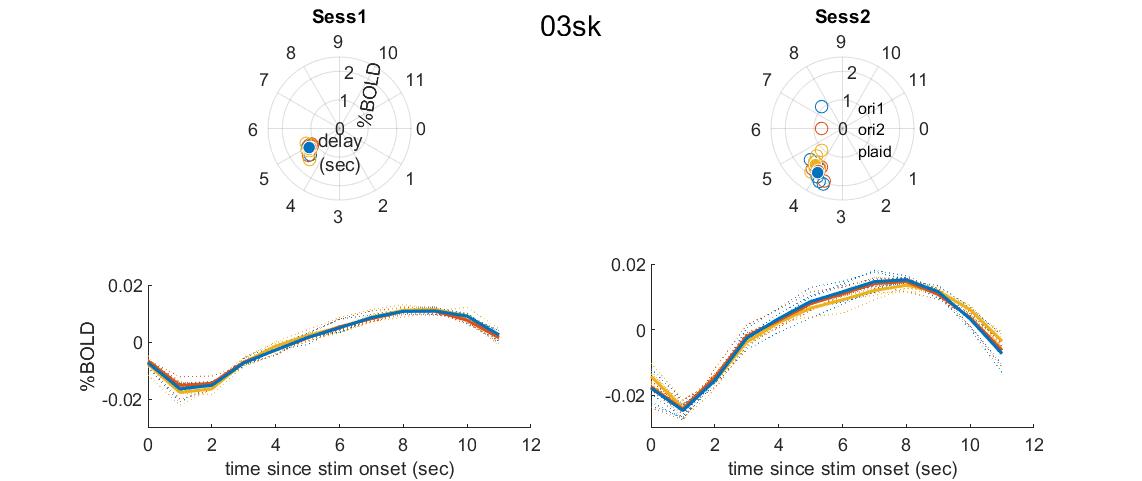 03sk
Sess1
9
8 10
7 2 11
%BOLD
1
6 0 0
delay
(sec)
5 1
4 2
3
Sess2
9
8 10
7 2 11
1 ori1
6 0 ori2 0
plaid
5 1
4 2
3
0.02
0
-0.02
%BOLD
0 2 4 6 8 10 12
time since stim onset (sec)
0.02
0
-0.02
0 2 4 6 8 10 12
time since stim onset (sec)